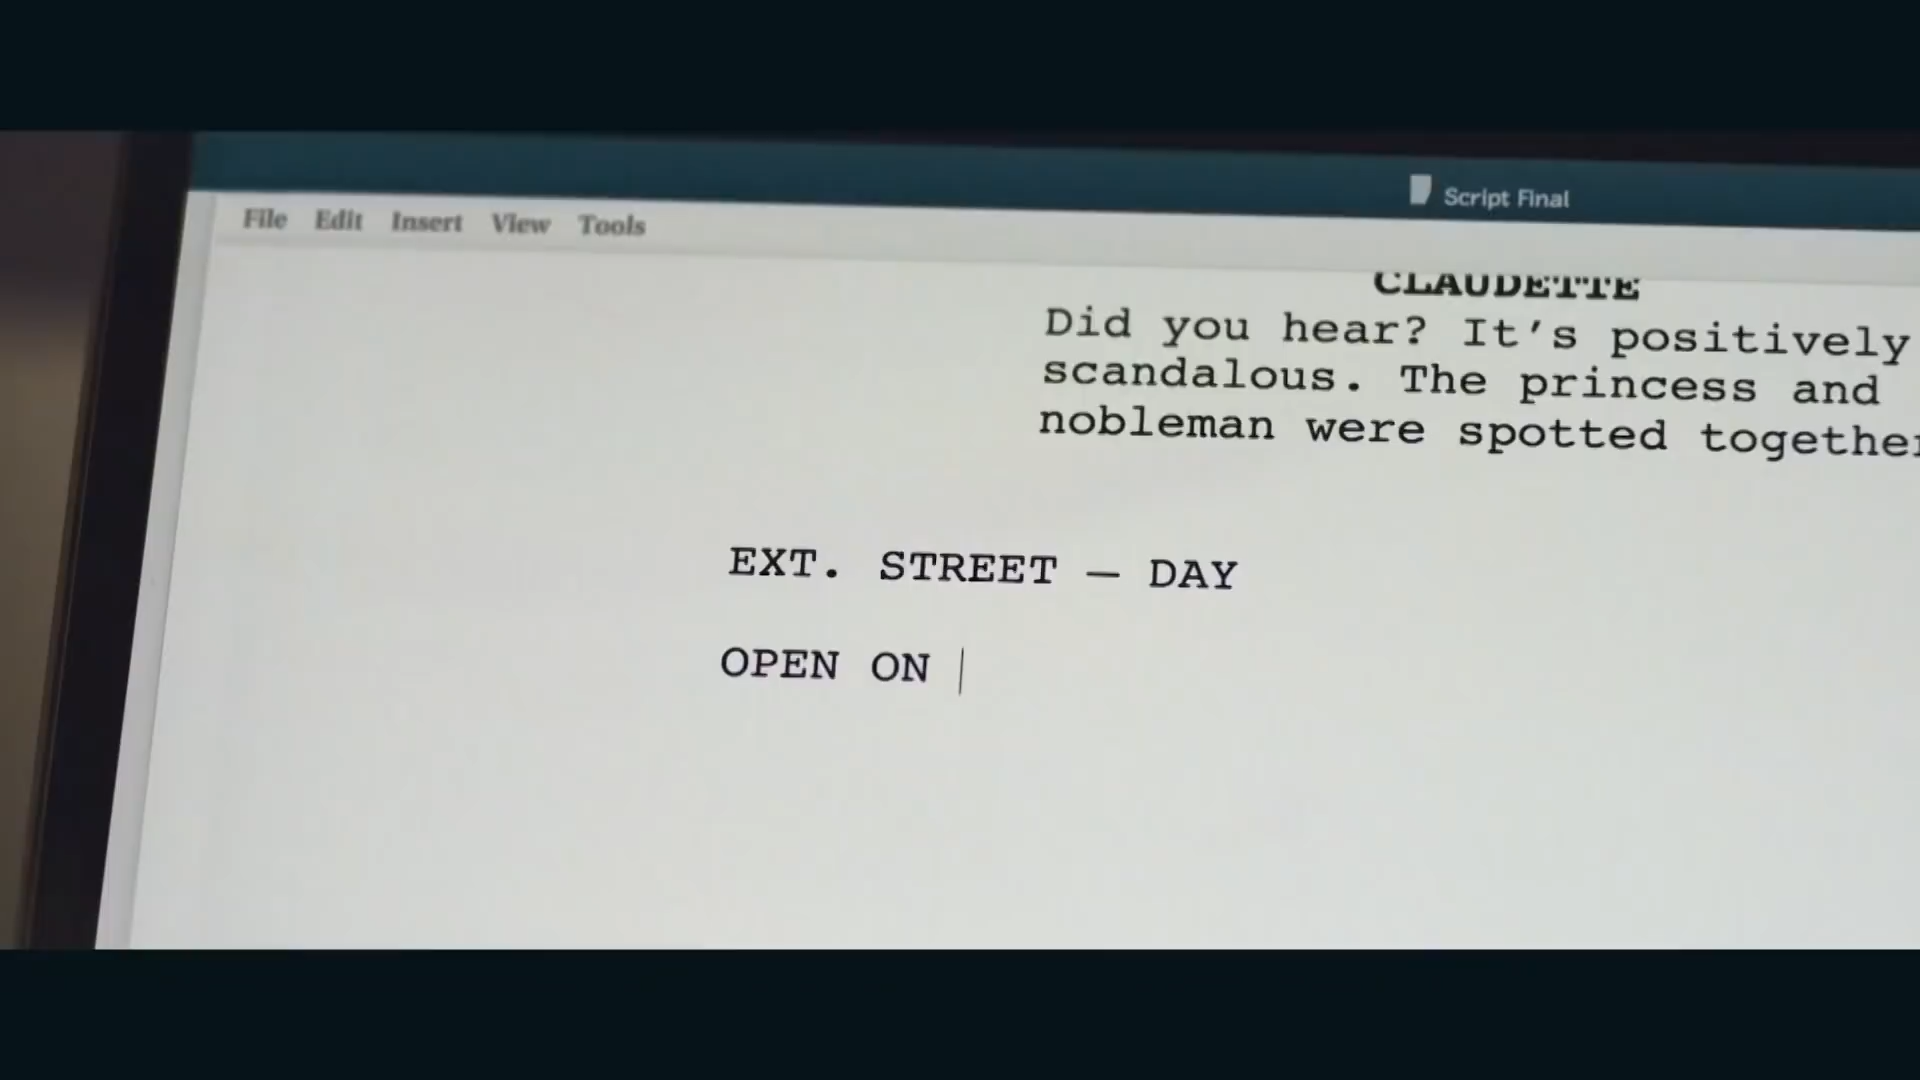 Script Final
File Edit Insert View Tools
CLAUDETTE
Did you hear? It's positively
scandalous. The princess and
nobleman were spotted together
EXT. STREET — DAY
OPEN ON